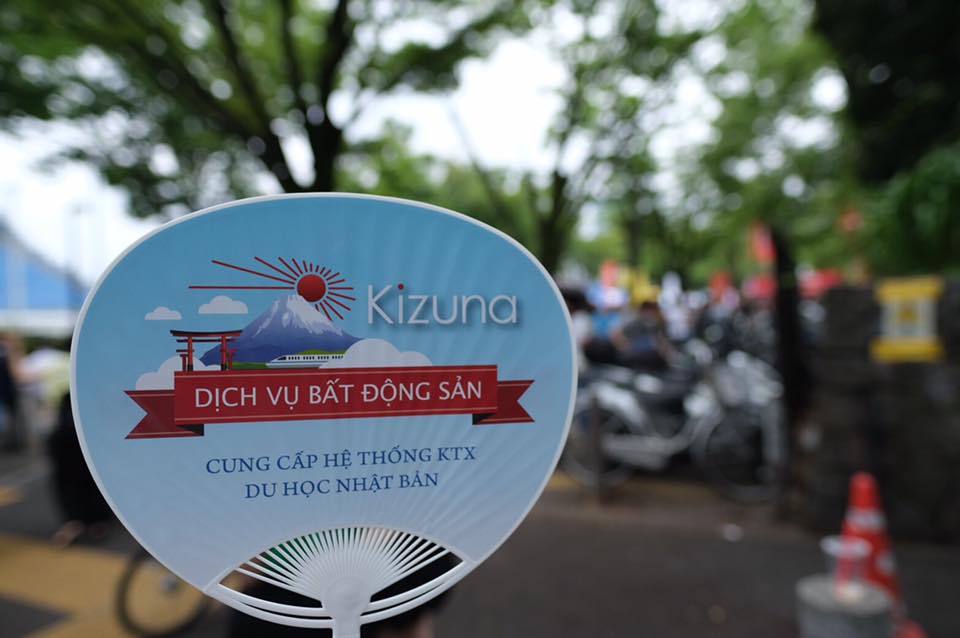 Kizuna
DỊCH VỤ BẤT ĐỘNG SẢN
CUNG CẤP HỆ THỐNG KTX
DU HỌC NHẬT BẢN